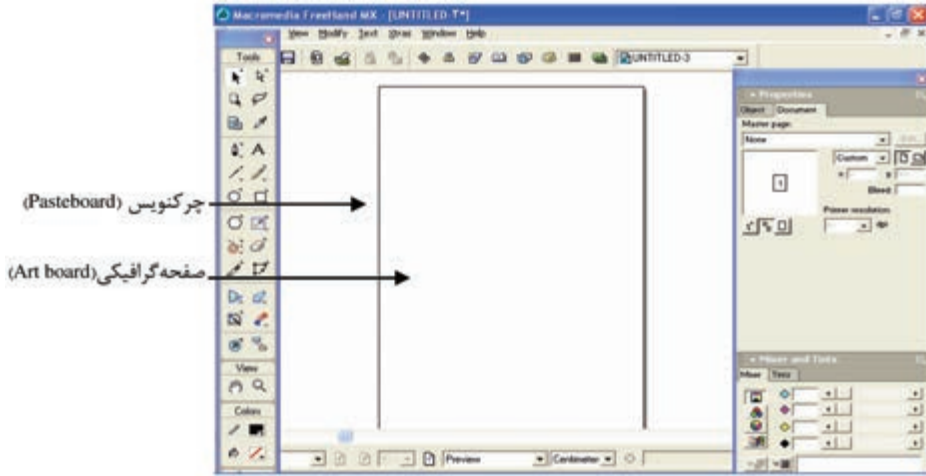 Macromedia FreeHand MX - [UNTITLED-T*]
View Modify Text Xtras Window Help
Tools
UNTITLED-3
Properties
Object Document
Master page:
None
Custom
x: y
Bleed:
Printer resolution:
چرکنویس (Pasteboard)
صفحه گرافیکی (Art board)
View
Colors
Mixer and Tints
Mixer Tints
Preview
Centimeter